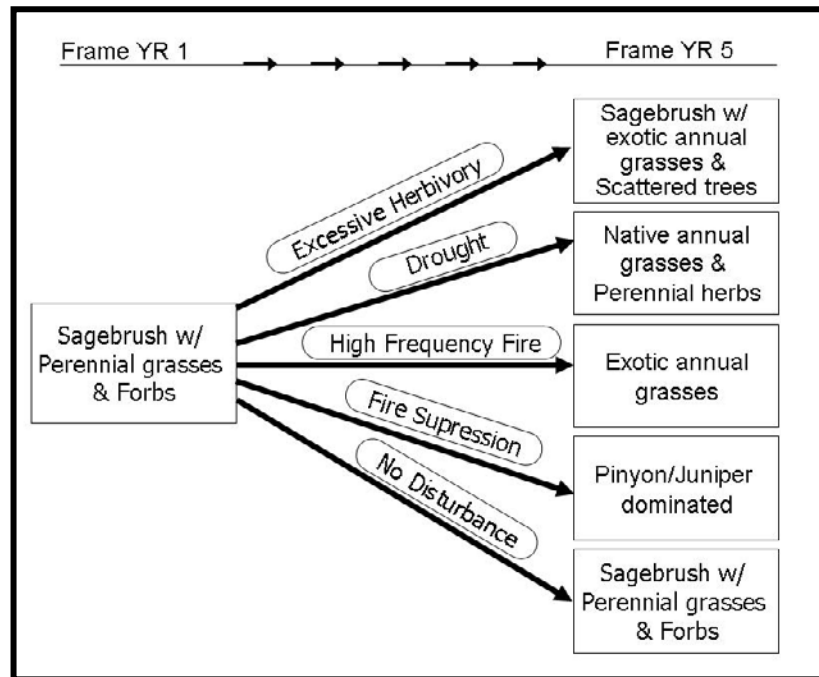 Frame YR 1
Frame YR 5
Sagebrush w/
exotic annual
grasses &
Scattered trees
Excessive Herbivory
Native annual
grasses &
Perennial herbs
Drought
Sagebrush w/
Perennial grasses
& Forbs
High Frequency Fire
Exotic annual
grasses
Fire Supression
Pinyon/Juniper
dominated
No Disturbance
Sagebrush w/
Perennial grasses
& Forbs